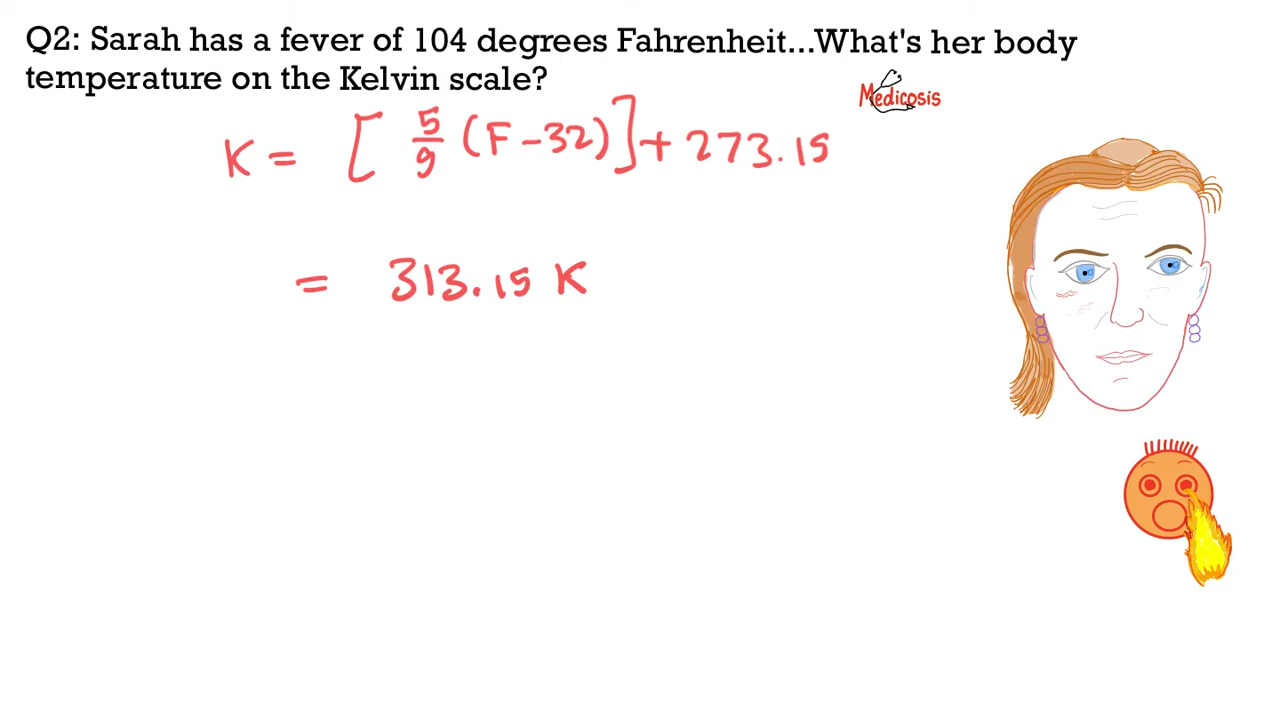 Q2: Sarah has a fever of 104 degrees Fahrenheit...What's her body
temperature on the Kelvin scale?
Medicosis
K = [ 5/9 (F - 32) ] + 273.15
= 313.15 K